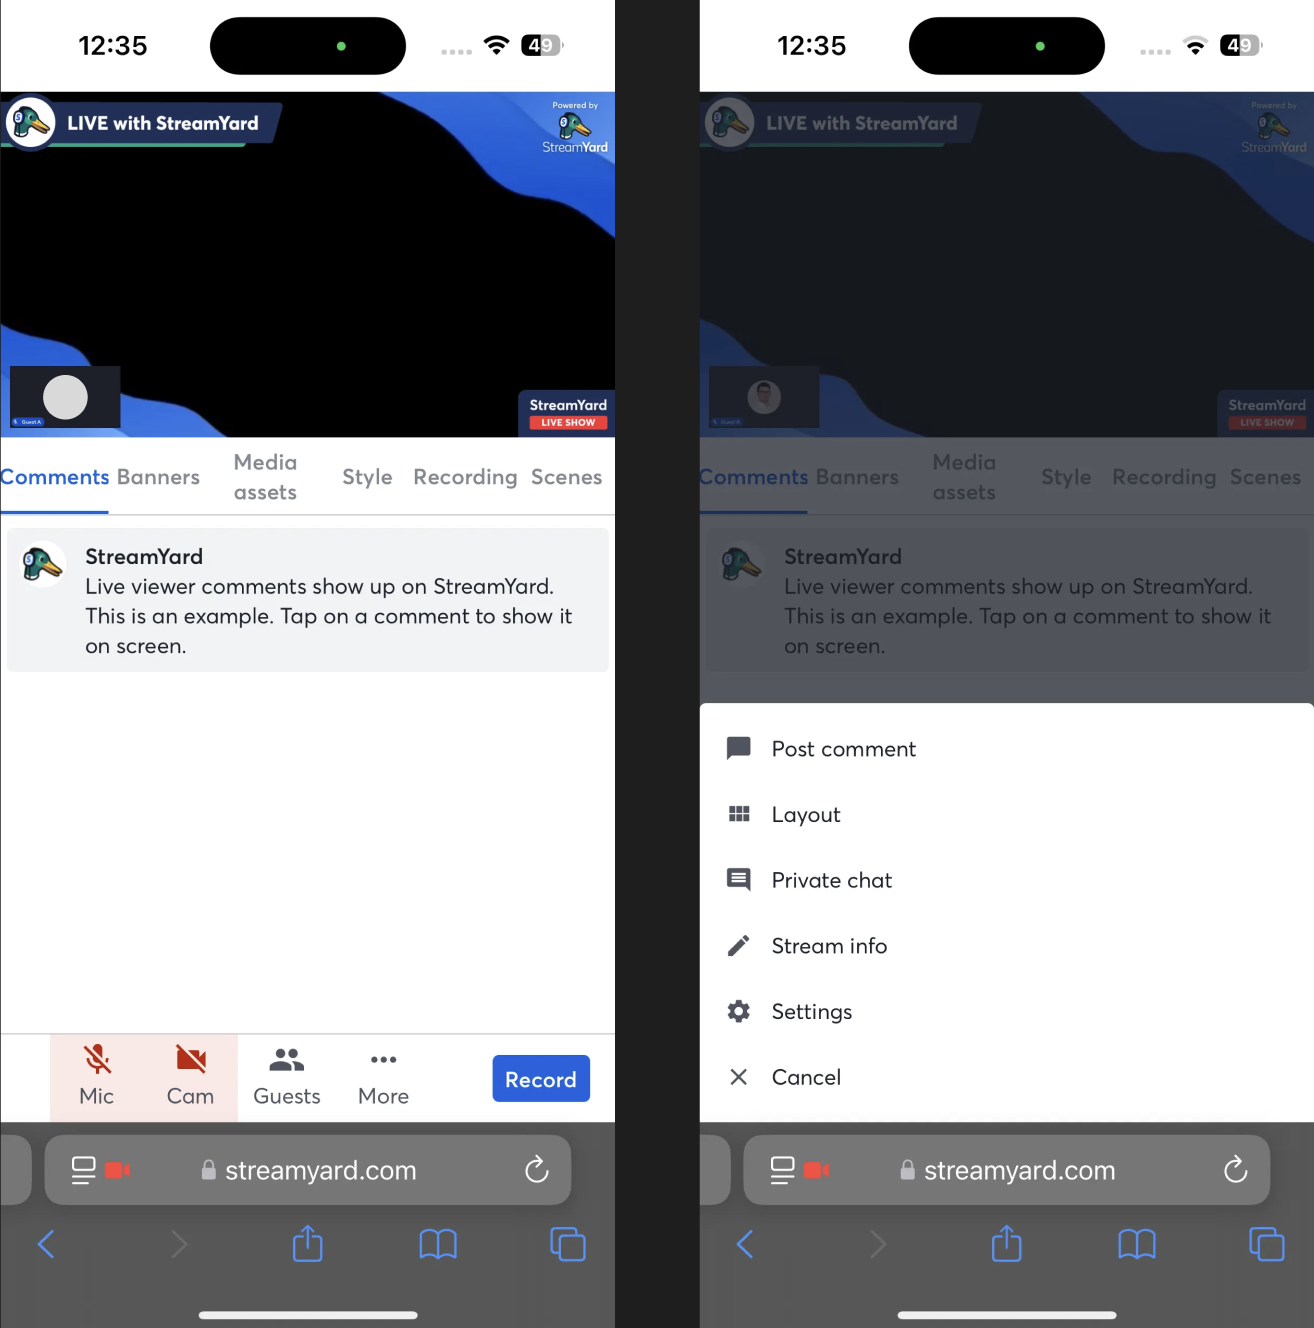 12:35
49
LIVE with StreamYard
Powered by
StreamYard
Guest A
StreamYard
LIVE SHOW
Comments
Banners
Media
assets
Style
Recording
Scenes
StreamYard
Live viewer comments show up on StreamYard.
This is an example. Tap on a comment to show it
on screen.
Mic
Cam
Guests
More
Record
streamyard.com
12:35
49
LIVE with StreamYard
Powered by
StreamYard
Guest A
StreamYard
LIVE SHOW
Comments
Banners
Media
assets
Style
Recording
Scenes
StreamYard
Live viewer comments show up on StreamYard.
This is an example. Tap on a comment to show it
on screen.
Post comment
Layout
Private chat
Stream info
Settings
Cancel
streamyard.com